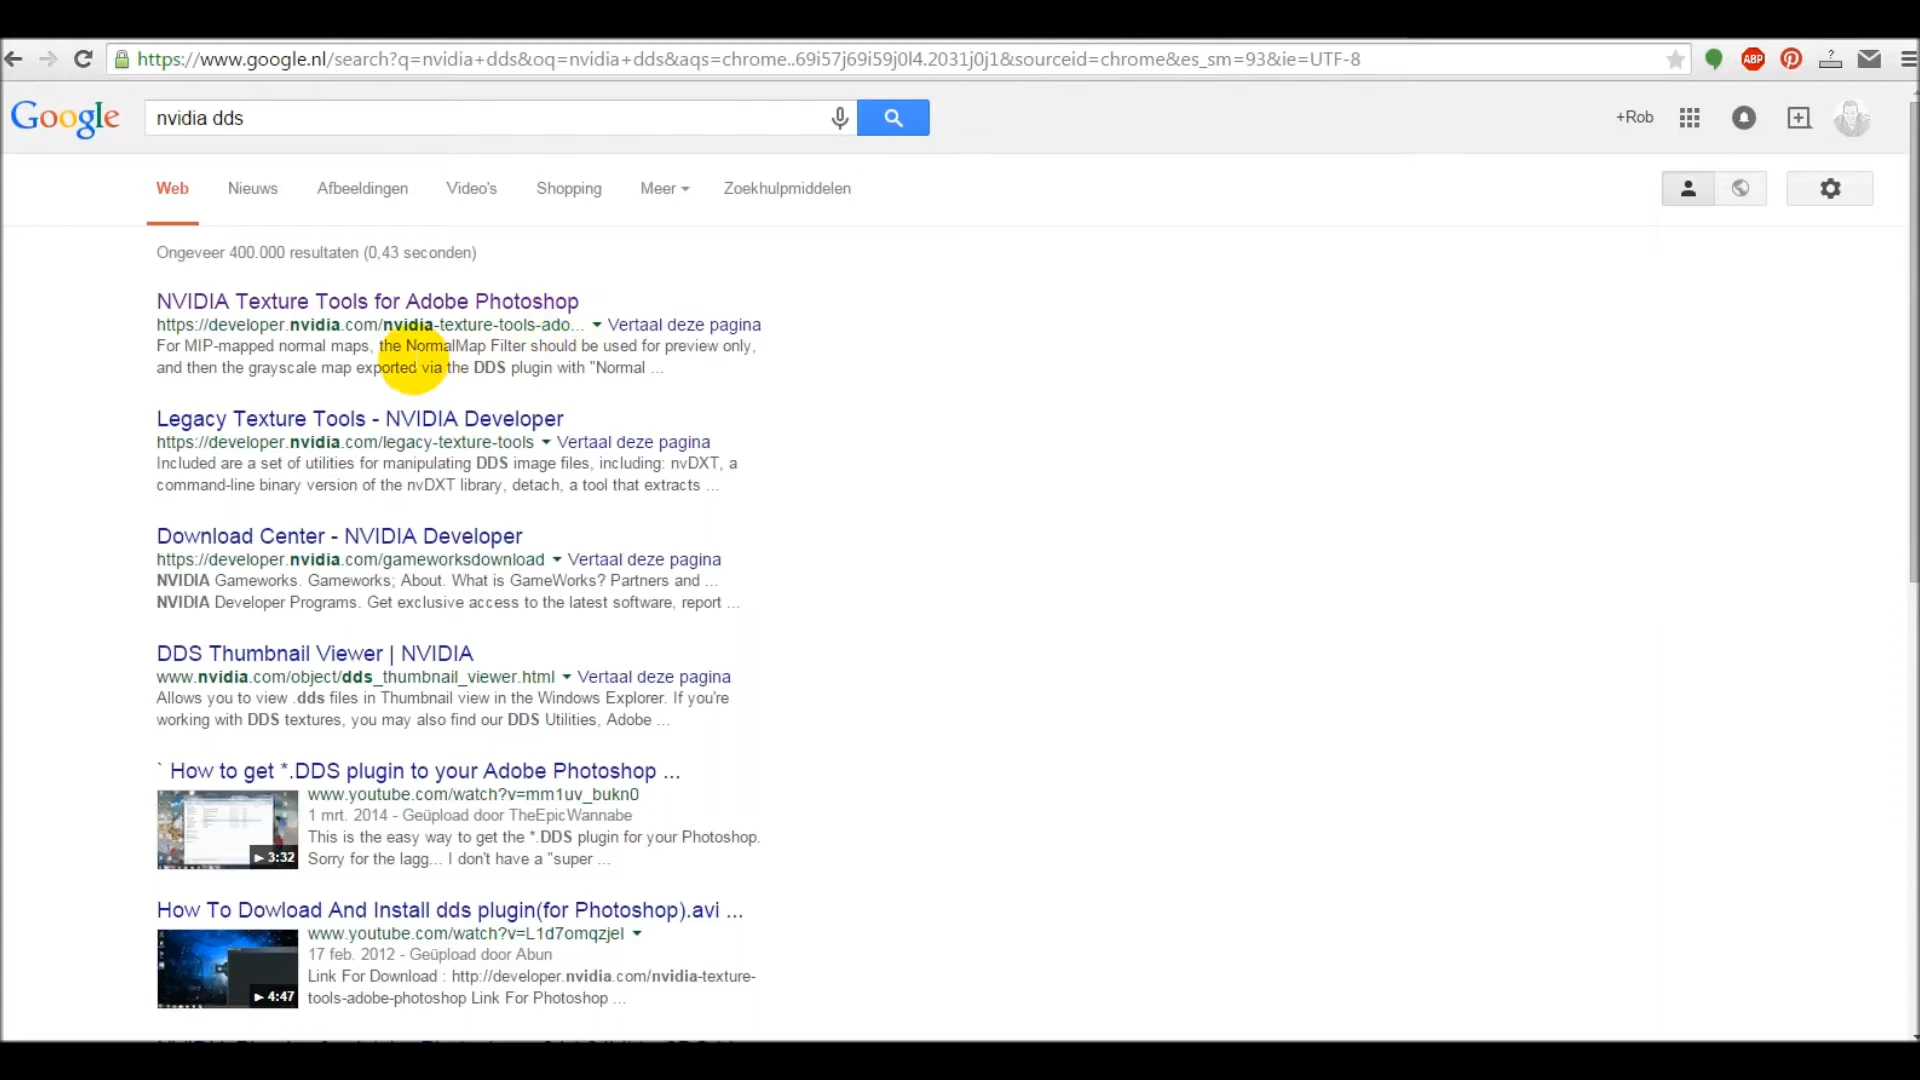 https://www.google.nl/search?q=nvidia+dds&oq=nvidia+dds&aqs=chrome..69i57j69i59j0l4.2031j0j1&sourceid=chrome&es_sm=93&ie=UTF-8
ABP
?
Google
nvidia dds
+Rob
Web Nieuws Afbeeldingen Video's Shopping Meer Zoekhulpmiddelen
Ongeveer 400.000 resultaten (0,43 seconden)
NVIDIA Texture Tools for Adobe Photoshop
https://developer.nvidia.com/nvidia-texture-tools-ado... Vertaal deze pagina
For MIP-mapped normal maps, the NormalMap Filter should be used for preview only,
and then the grayscale map exported via the DDS plugin with "Normal ...
Legacy Texture Tools - NVIDIA Developer
https://developer.nvidia.com/legacy-texture-tools Vertaal deze pagina
Included are a set of utilities for manipulating DDS image files, including: nvDXT, a
command-line binary version of the nvDXT library, detach, a tool that extracts ...
Download Center - NVIDIA Developer
https://developer.nvidia.com/gameworksdownload Vertaal deze pagina
NVIDIA Gameworks. Gameworks; About. What is GameWorks? Partners and ...
NVIDIA Developer Programs. Get exclusive access to the latest software, report ...
DDS Thumbnail Viewer | NVIDIA
www.nvidia.com/object/dds_thumbnail_viewer.html Vertaal deze pagina
Allows you to view .dds files in Thumbnail view in the Windows Explorer. If you're
working with DDS textures, you may also find our DDS Utilities, Adobe ...
` How to get *.DDS plugin to your Adobe Photoshop ...
www.youtube.com/watch?v=mm1uv_bukn0
1 mrt. 2014 - Geüpload door TheEpicWannabe
This is the easy way to get the *.DDS plugin for your Photoshop.
Sorry for the lagg... I don't have a "super ...
3:32
How To Dowload And Install dds plugin(for Photoshop).avi ...
www.youtube.com/watch?v=L1d7omqzjeI
17 feb. 2012 - Geüpload door Abun
Link For Download : http://developer.nvidia.com/nvidia-texture-
tools-adobe-photoshop Link For Photoshop ...
4:47